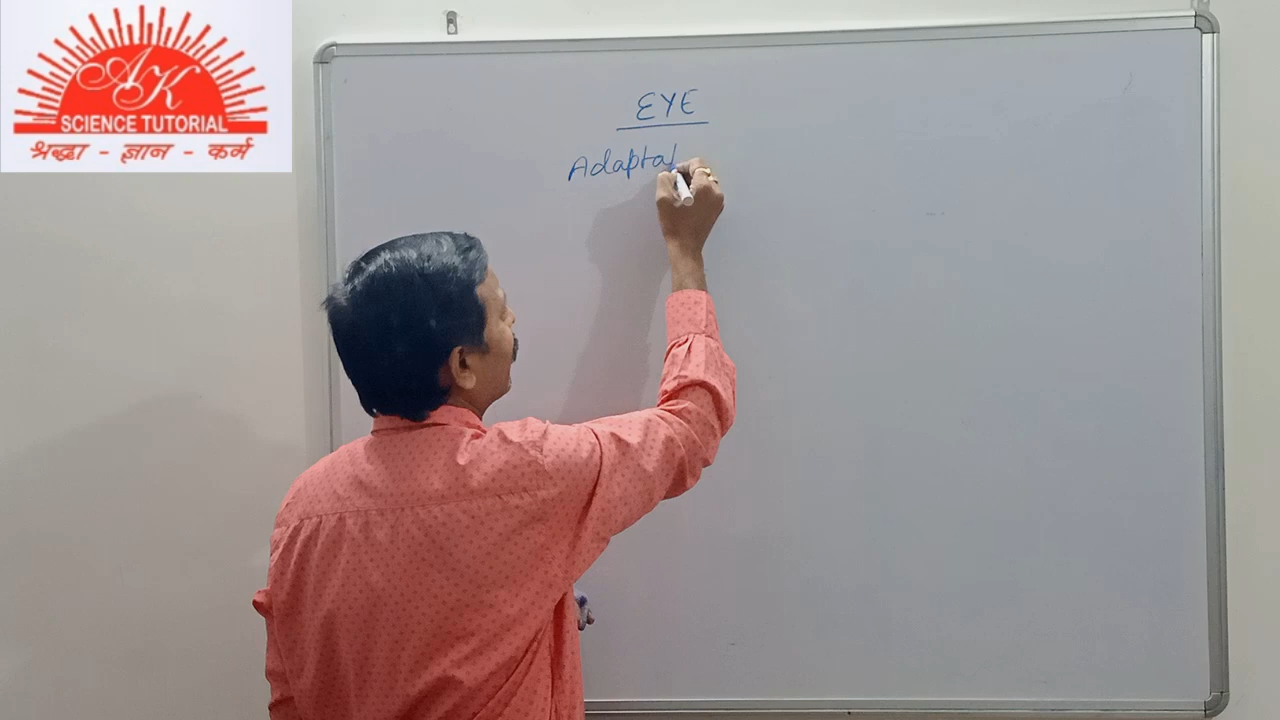 AK
SCIENCE TUTORIAL
श्रद्धा - ज्ञान - कर्म
EYE
Adaptat